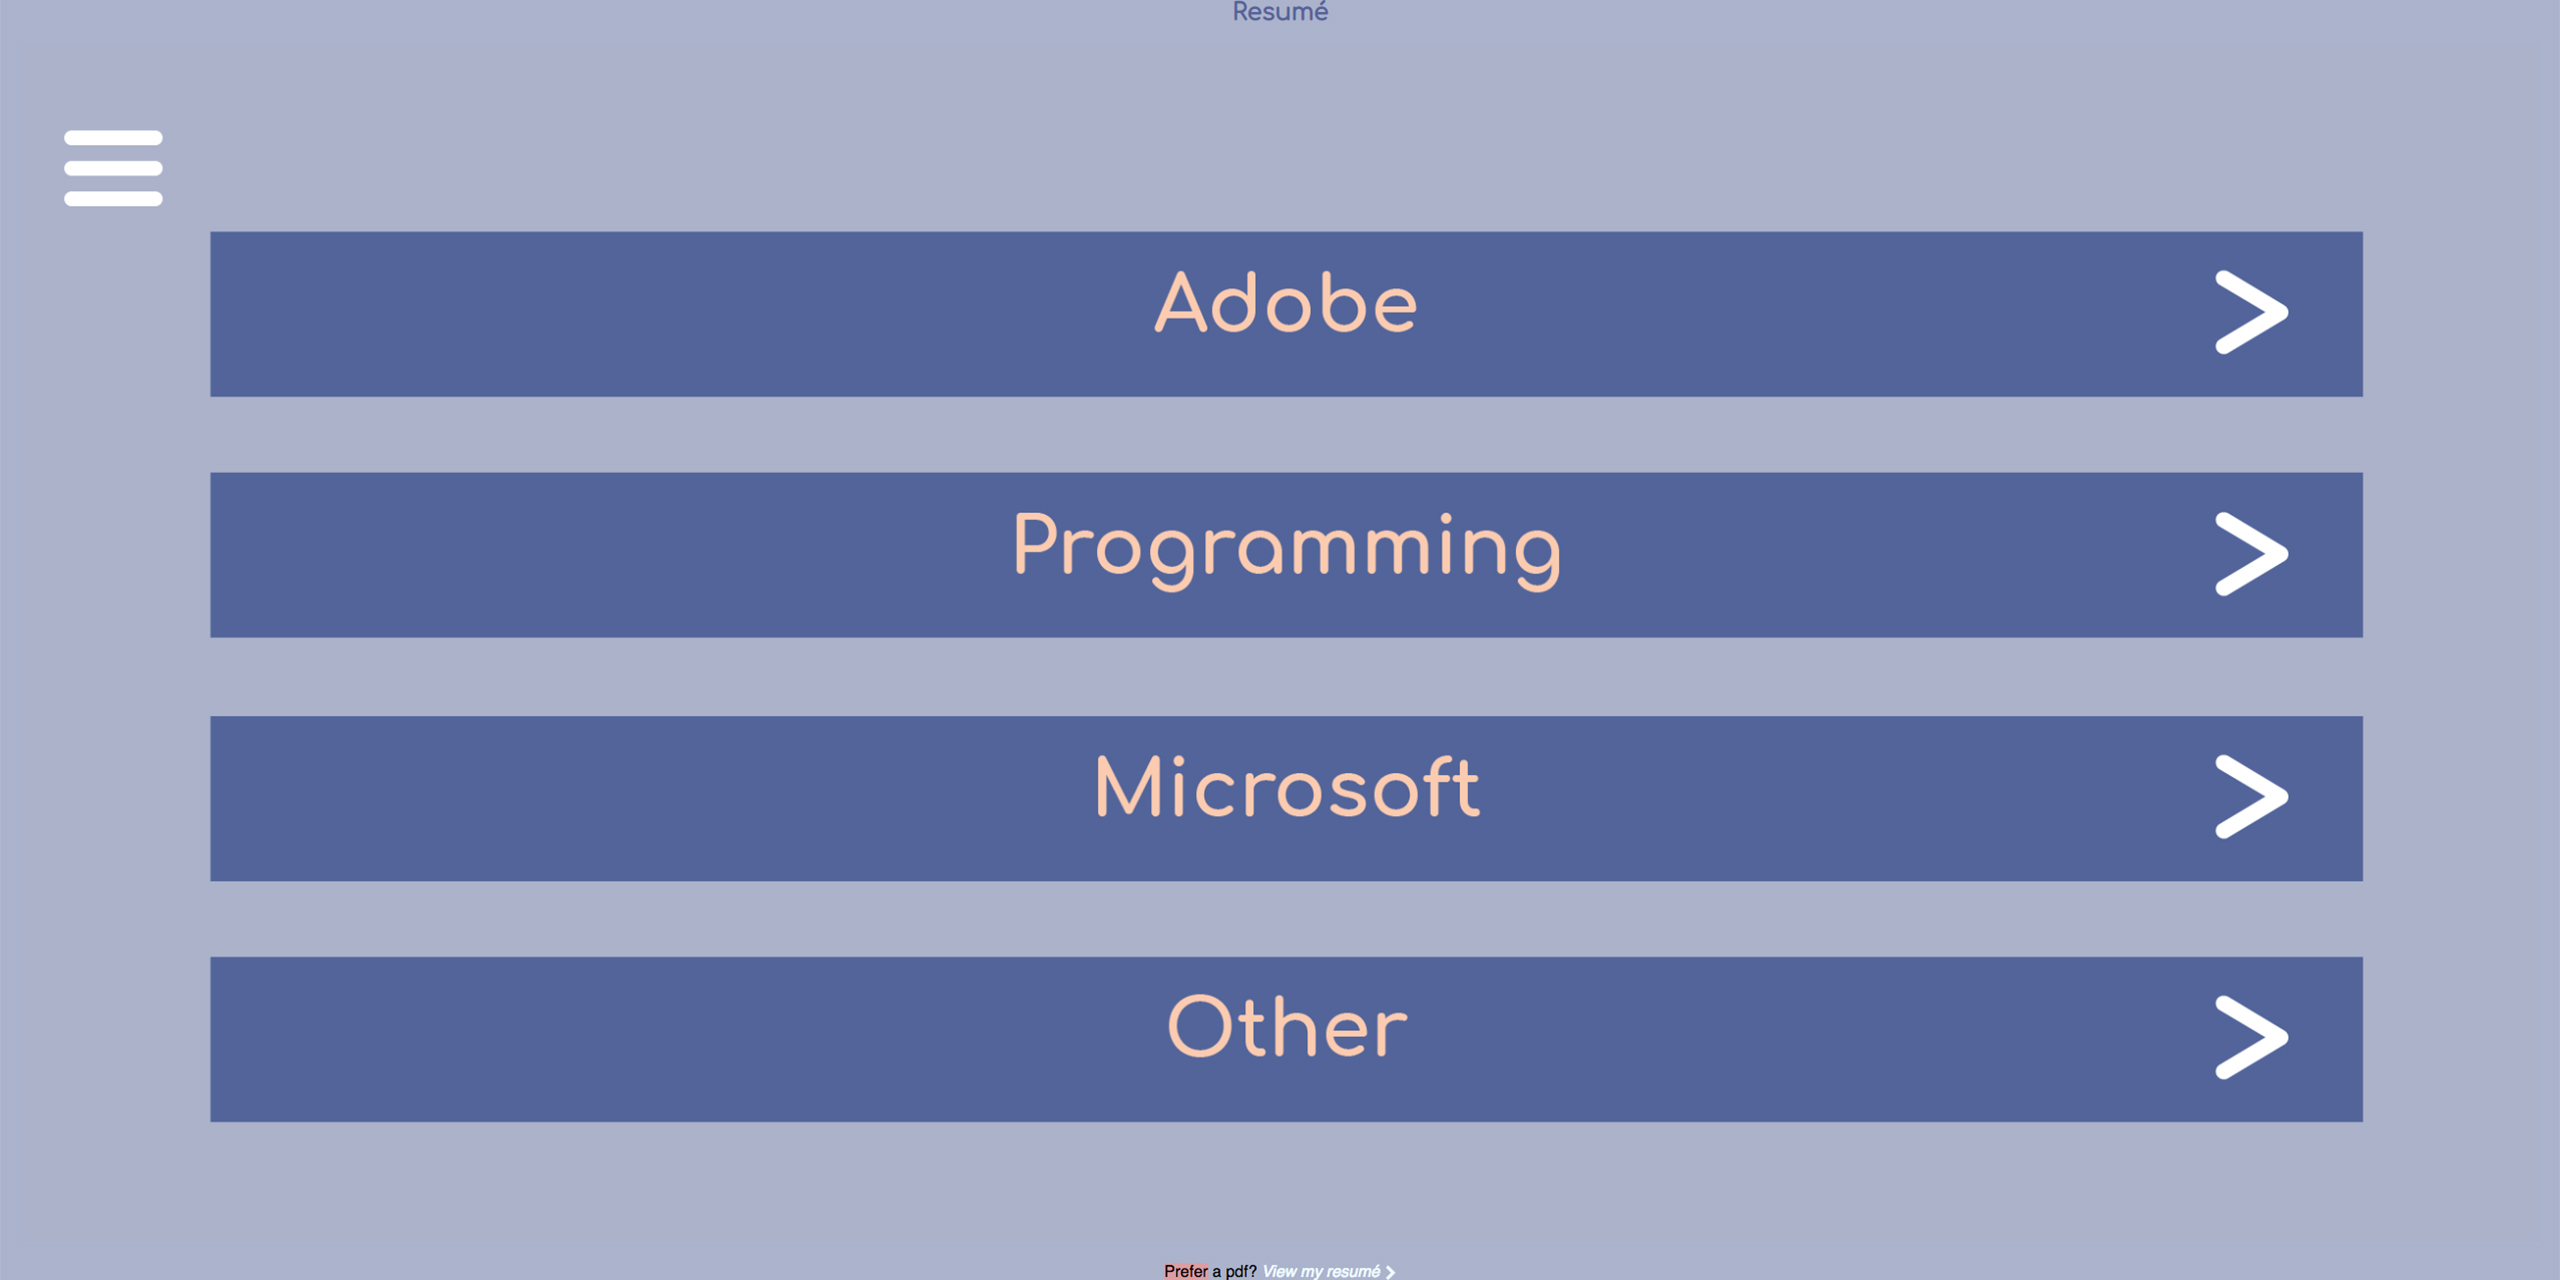 Resumé
Adobe
Programming
Microsoft
Other
Prefer a pdf? View my resumé